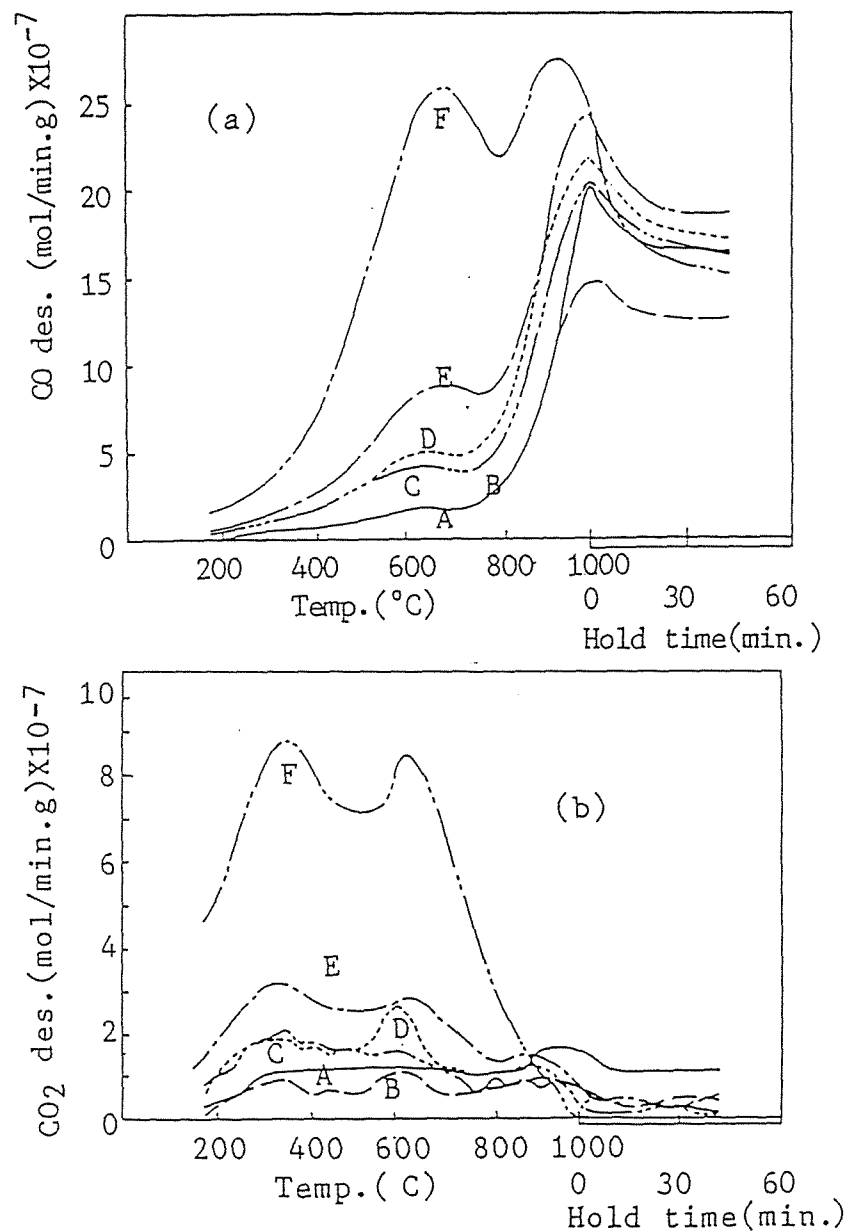 CO des. (mol/min.g)X10-7
25
20
15
10
5
0
(a)
F
E
D
C
B
A
200 400 600 800 1000
Temp.(°C)
0 30 60
Hold time(min.)
CO2 des.(mol/min.g)X10-7
10
8
6
4
2
0
(b)
F
E
D
C
A
B
200 400 600 800 1000
Temp.( C)
0 30 60
Hold time(min.)